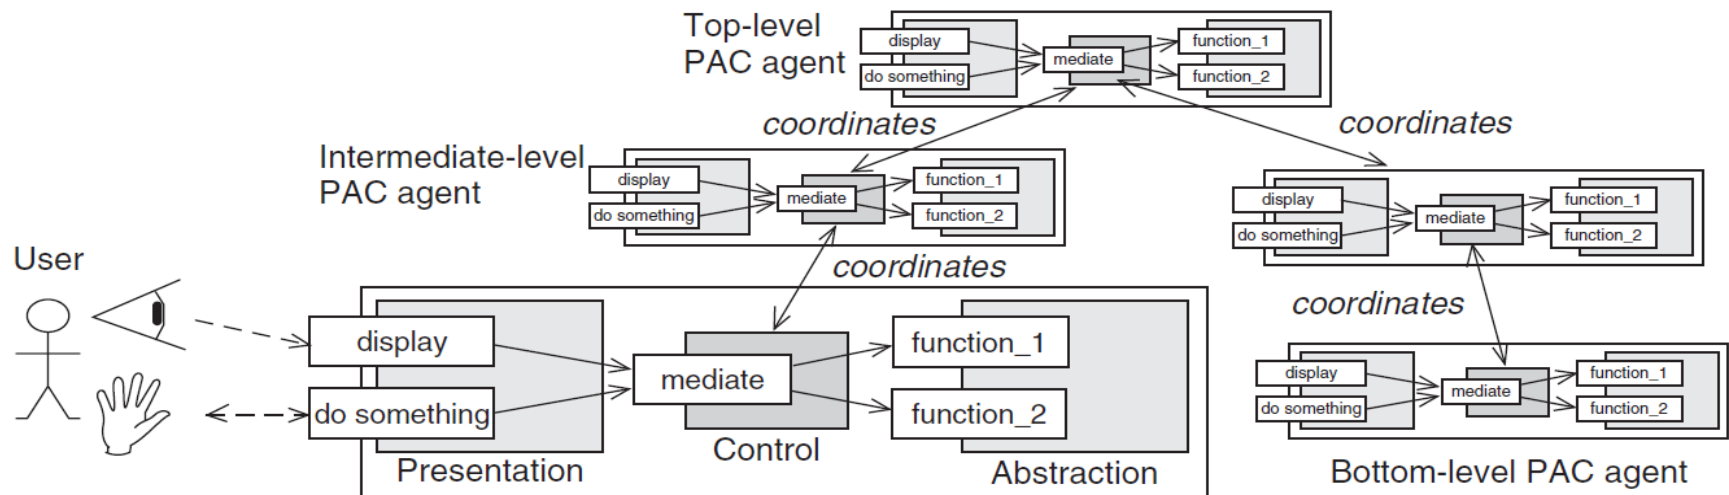 Top-level
PAC agent
display
do something
mediate
function_1
function_2
coordinates
coordinates
Intermediate-level
PAC agent
display
do something
mediate
function_1
function_2
display
do something
mediate
function_1
function_2
User
coordinates
coordinates
display
do something
mediate
function_1
function_2
Presentation
Control
Abstraction
display
do something
mediate
function_1
function_2
Bottom-level PAC agent